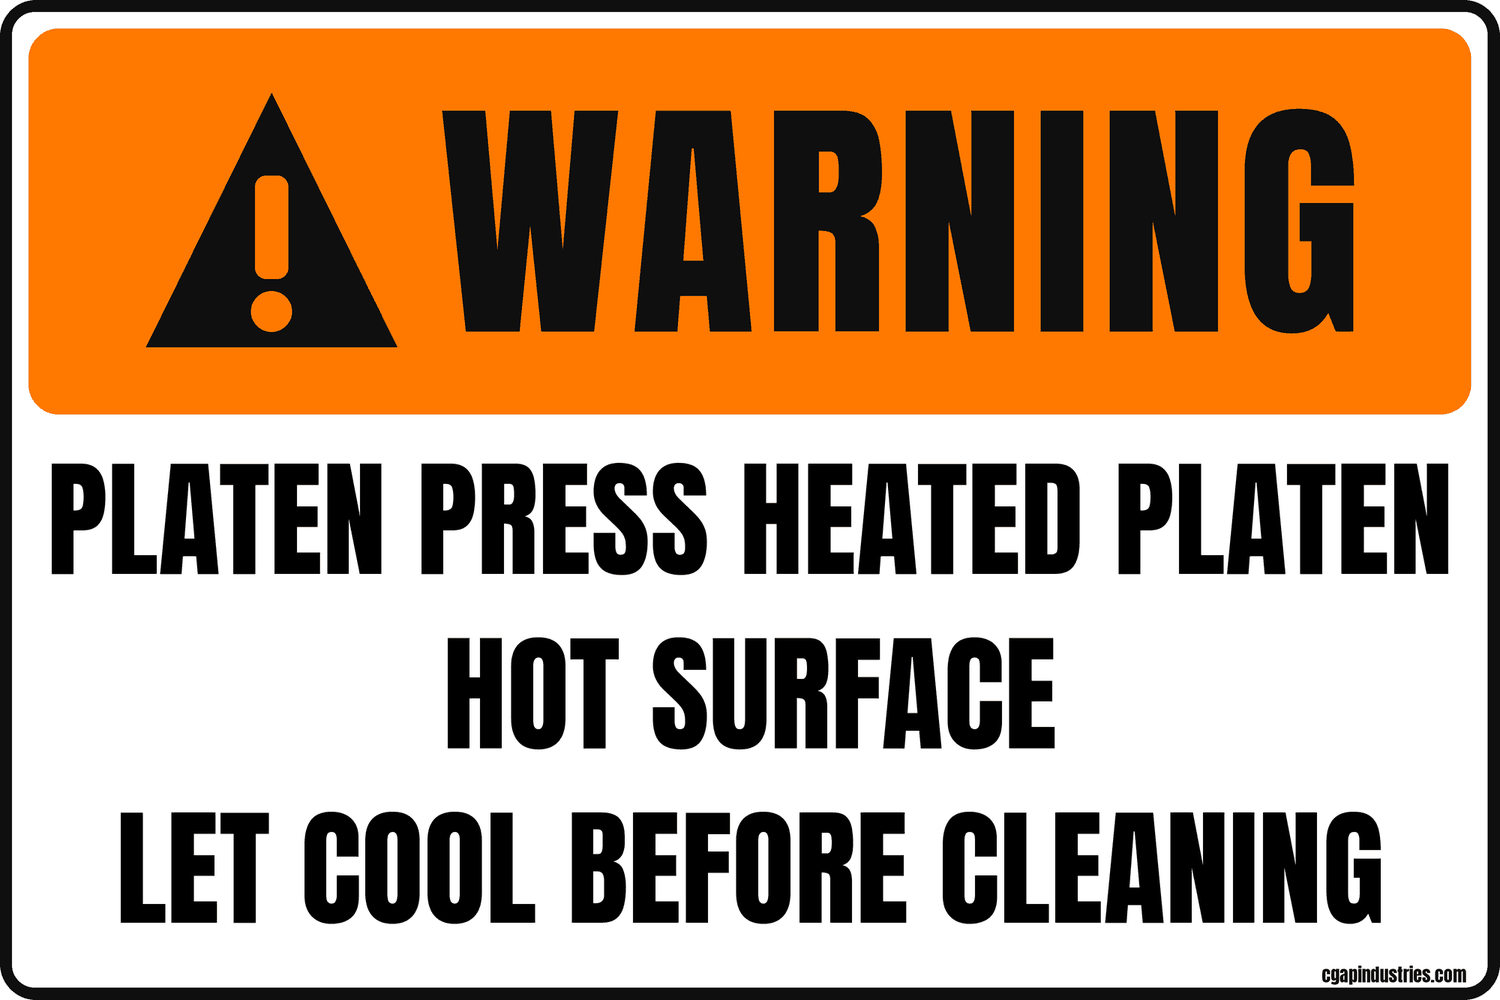 WARNING
PLATEN PRESS HEATED PLATEN
HOT SURFACE
LET COOL BEFORE CLEANING
cgapindustries.com